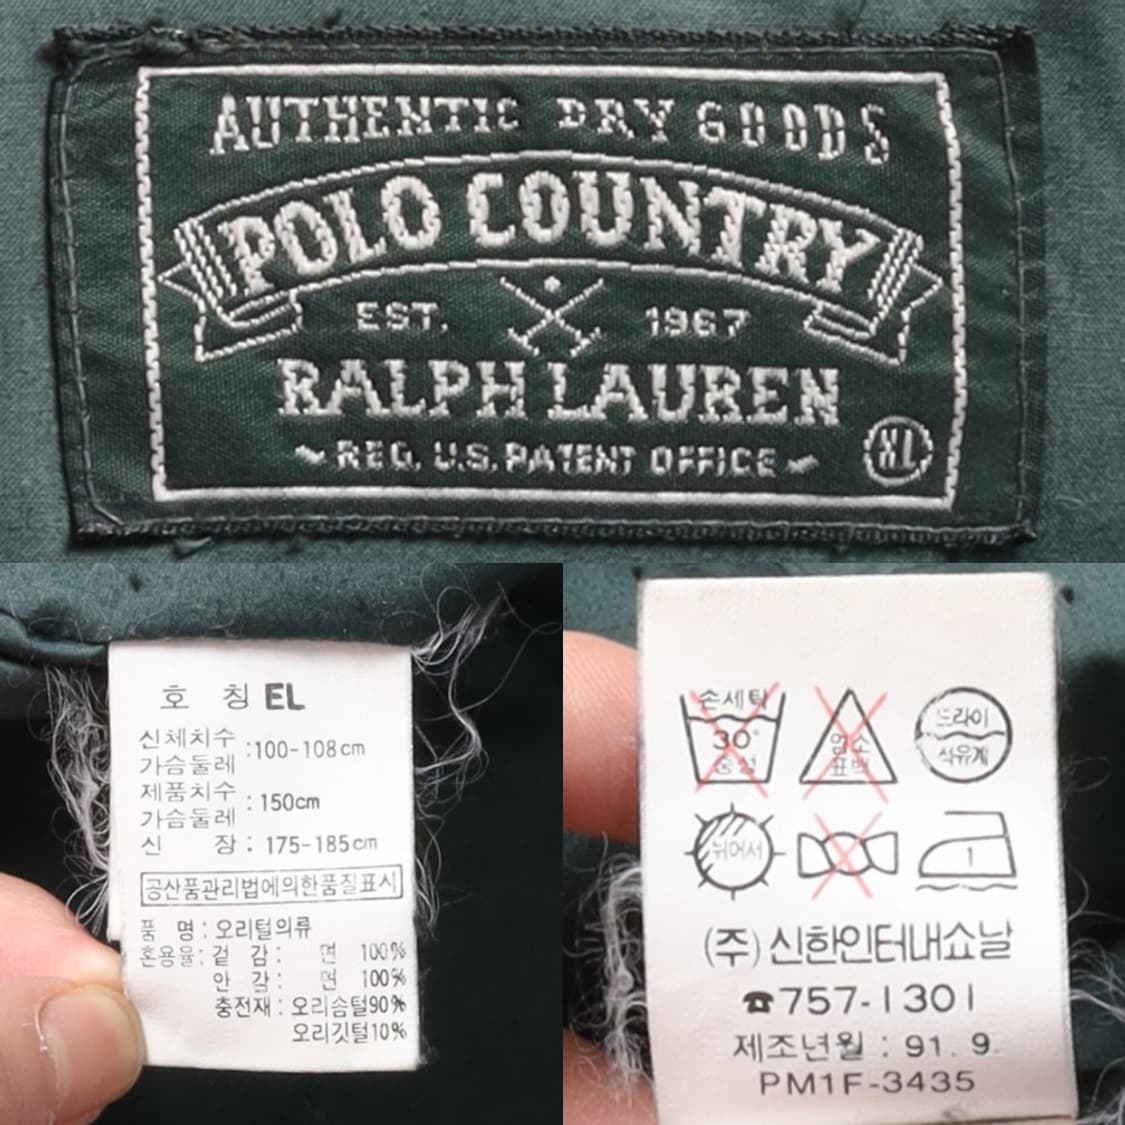 AUTHENTIC DRY GOODS
POLO COUNTRY
EST. 1967
RALPH LAUREN
REG. U.S. PATENT OFFICE
XL
호 칭 EL
신체치수
가슴둘레 : 100-108cm
제품치수
가슴둘레 : 150cm
신 장 : 175-185cm
공산품관리법에의한품질표시
품 명 : 오리털의류
혼용율 : 겉 감 : 면 100%
안 감 : 면 100%
충전재 : 오리솜털90%
오리깃털10%
손세탁
30°
중성
염소
표백
드라이
석유계
뉘어서
1
(주) 신한인터내쇼날
☎757-1301
제조년월 : 91. 9.
PM1F-3435